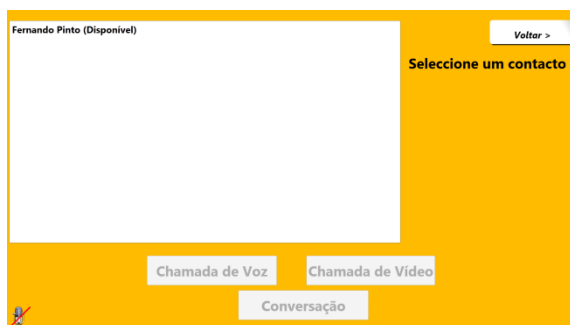 Fernando Pinto (Disponível)
Voltar >
Seleccione um contacto
Chamada de Voz
Chamada de Vídeo
Conversação